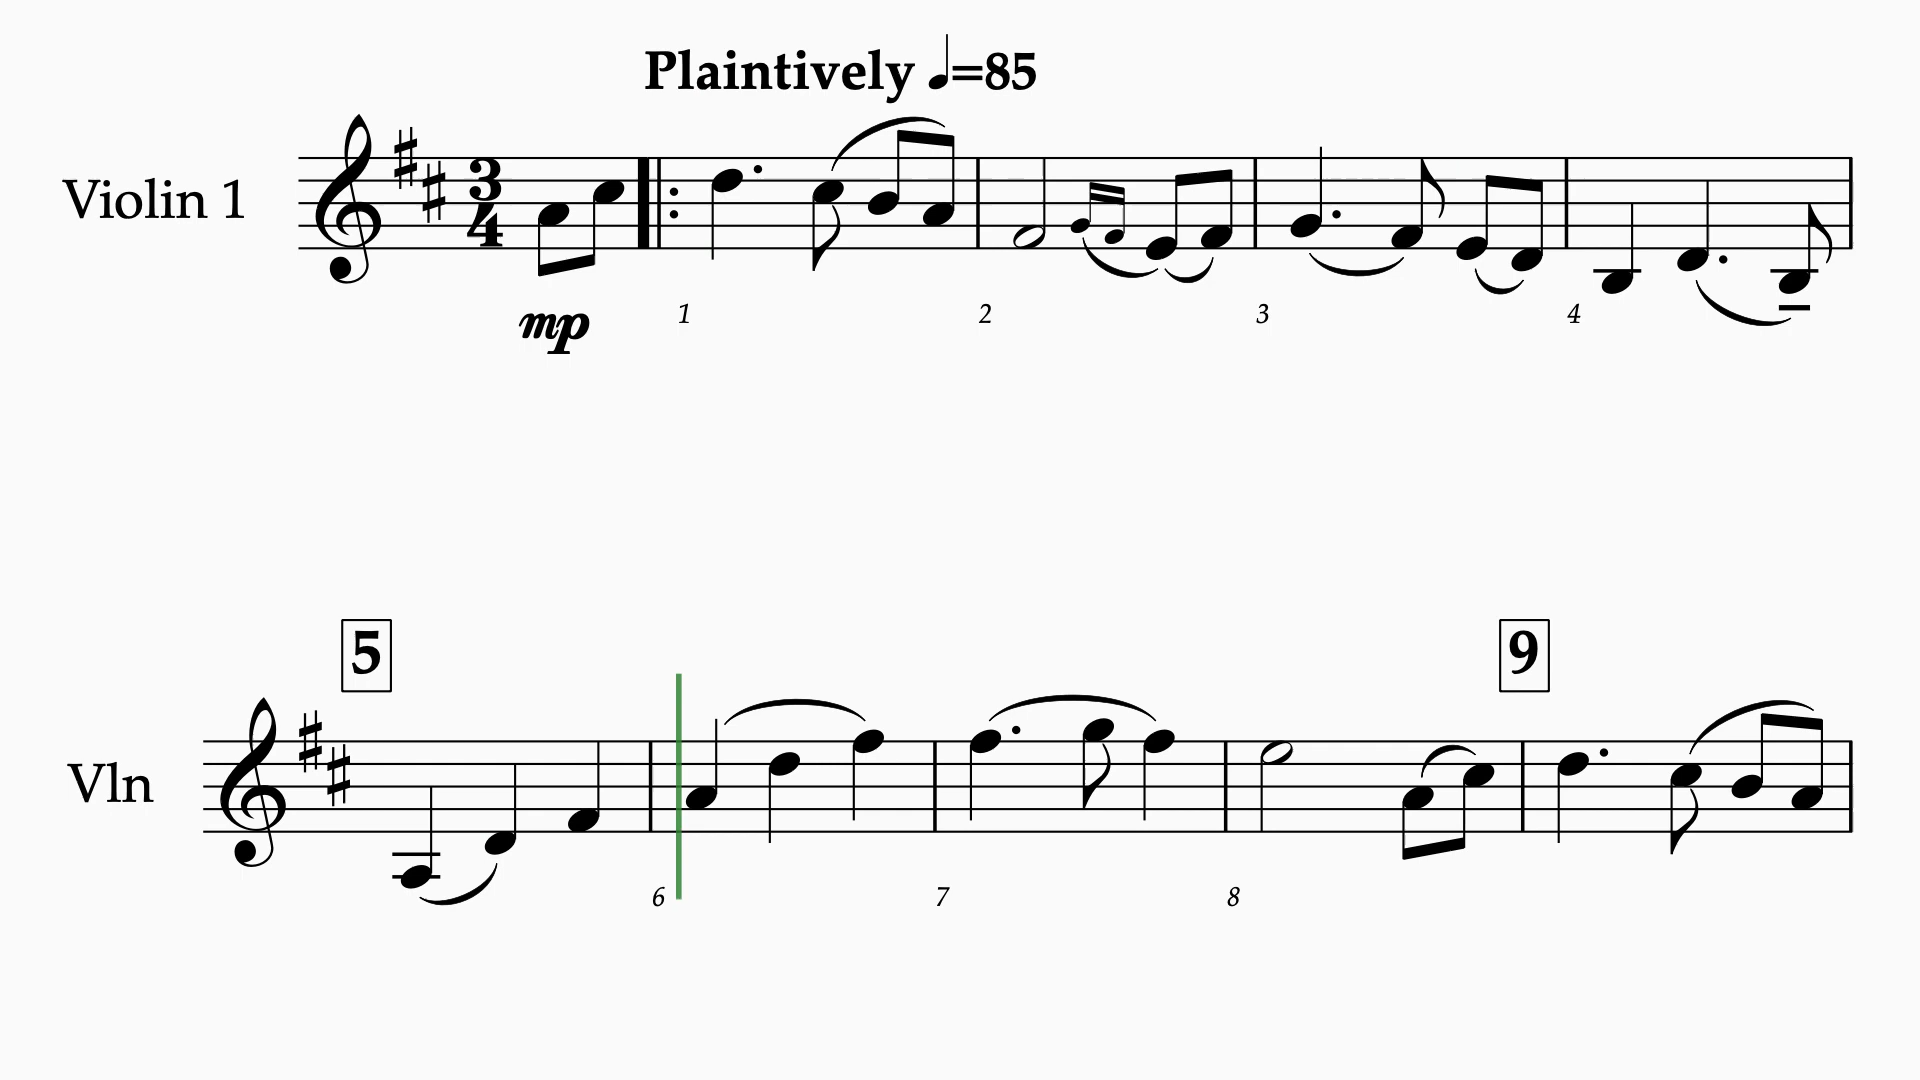 Plaintively ♩=85
Violin 1
3
4
mp
1 2 3 4
5 9
Vln
6 7 8